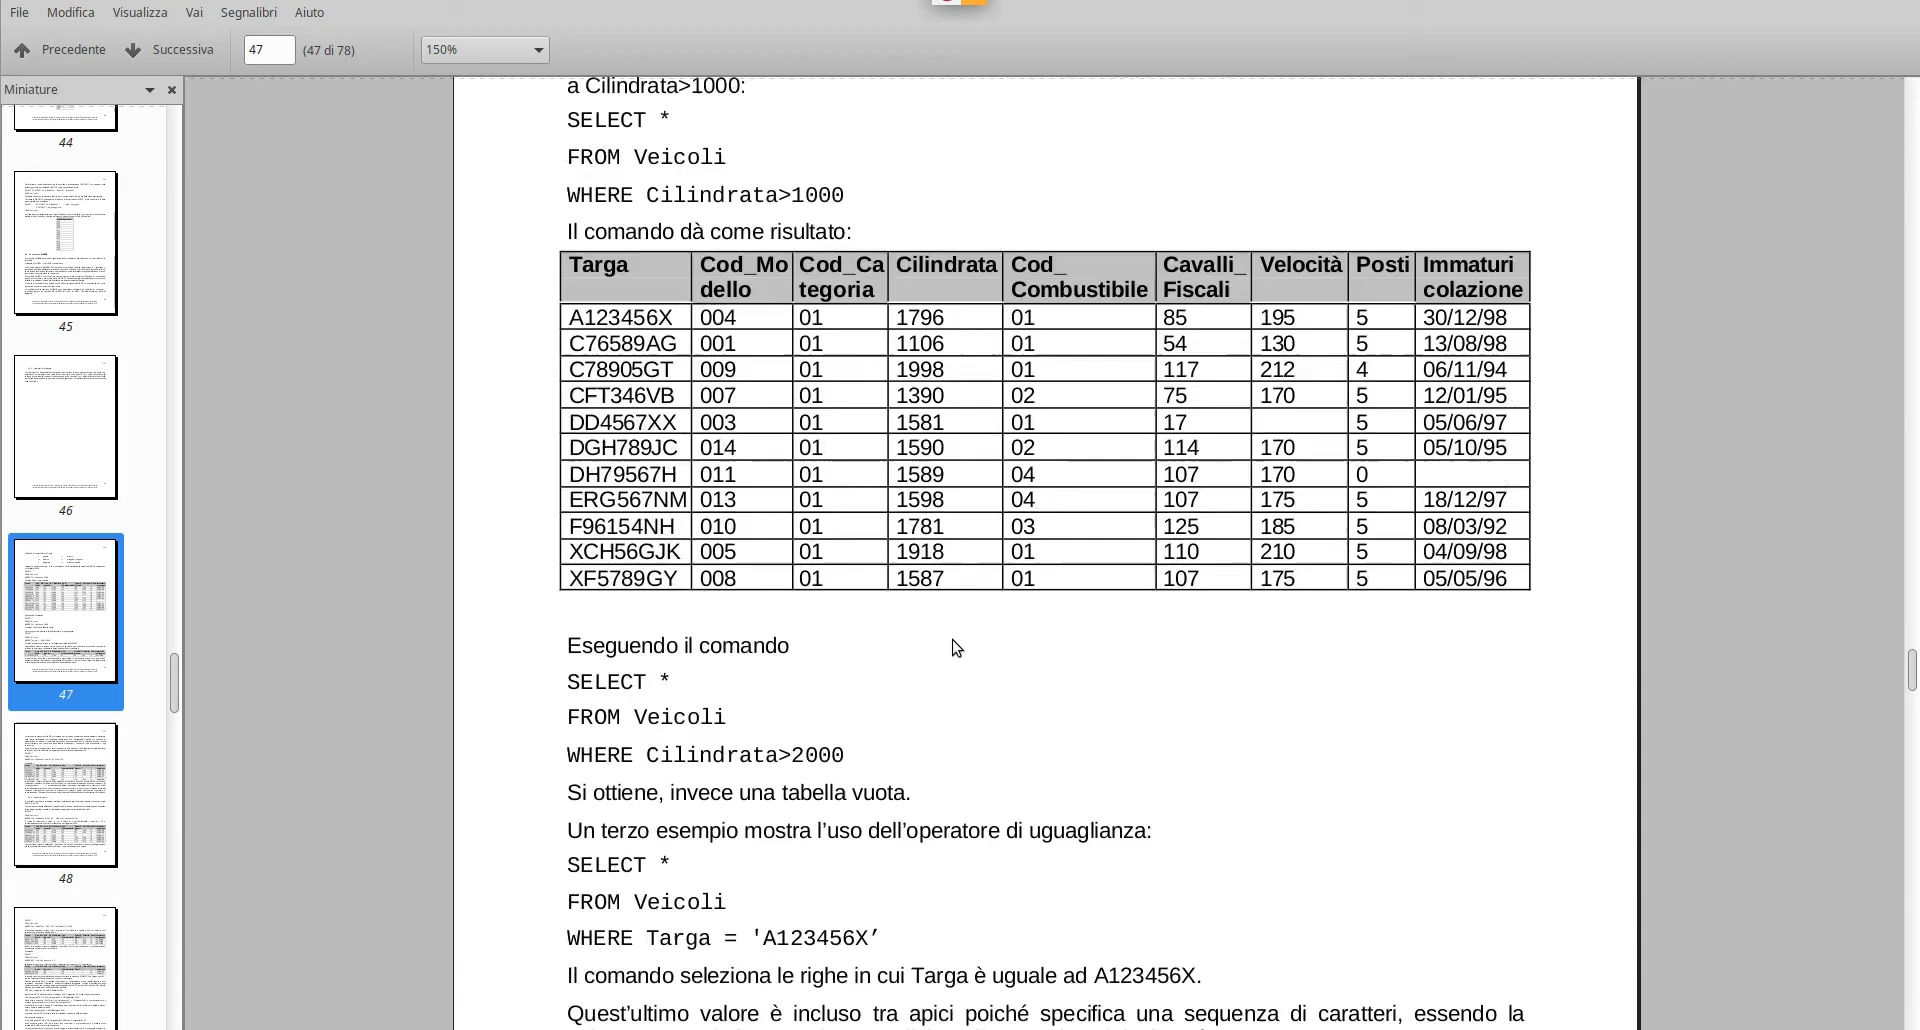 File Modifica Visualizza Vai Segnalibri Aiuto
Precedente Successiva 47 (47 di 78) 150%
Miniature
44
45
46
47
48
a Cilindrata>1000:
SELECT *
FROM Veicoli
WHERE Cilindrata>1000
Il comando dà come risultato:
Targa Cod_Mo Cod_Ca Cilindrata Cod_ Cavalli_ Velocità Posti Immaturi
dello tegoria Combustibile Fiscali colazione
A123456X 004 01 1796 01 85 195 5 30/12/98
C76589AG 001 01 1106 01 54 130 5 13/08/98
C78905GT 009 01 1998 01 117 212 4 06/11/94
CFT346VB 007 01 1390 02 75 170 5 12/01/95
DD4567XX 003 01 1581 01 17 5 05/06/97
DGH789JC 014 01 1590 02 114 170 5 05/10/95
DH79567H 011 01 1589 04 107 170 0
ERG567NM 013 01 1598 04 107 175 5 18/12/97
F96154NH 010 01 1781 03 125 185 5 08/03/92
XCH56GJK 005 01 1918 01 110 210 5 04/09/98
XF5789GY 008 01 1587 01 107 175 5 05/05/96
Eseguendo il comando
SELECT *
FROM Veicoli
WHERE Cilindrata>2000
Si ottiene, invece una tabella vuota.
Un terzo esempio mostra l’uso dell’operatore di uguaglianza:
SELECT *
FROM Veicoli
WHERE Targa = 'A123456X’
Il comando seleziona le righe in cui Targa è uguale ad A123456X.
Quest’ultimo valore è incluso tra apici poiché specifica una sequenza di caratteri, essendo la